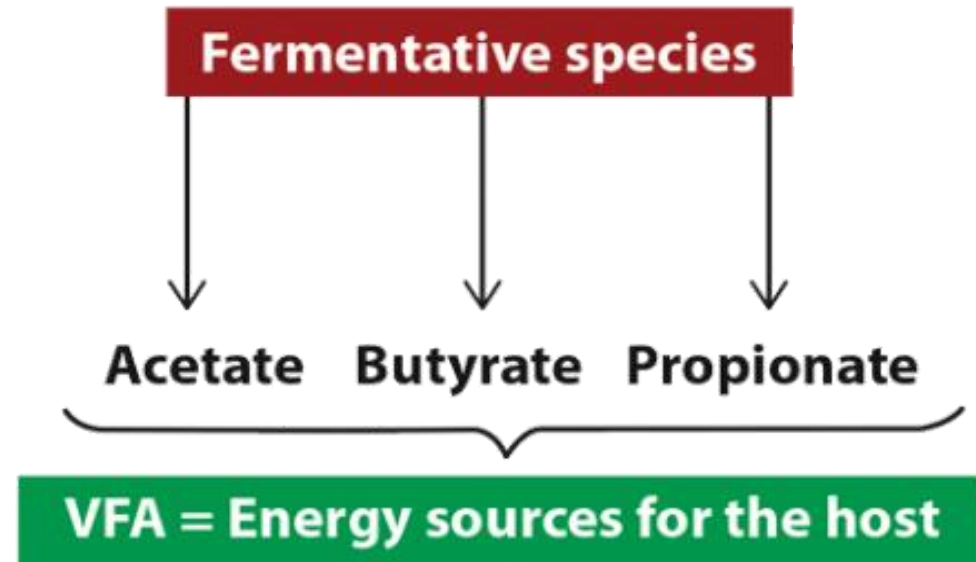 Fermentative species
Acetate Butyrate Propionate
VFA = Energy sources for the host